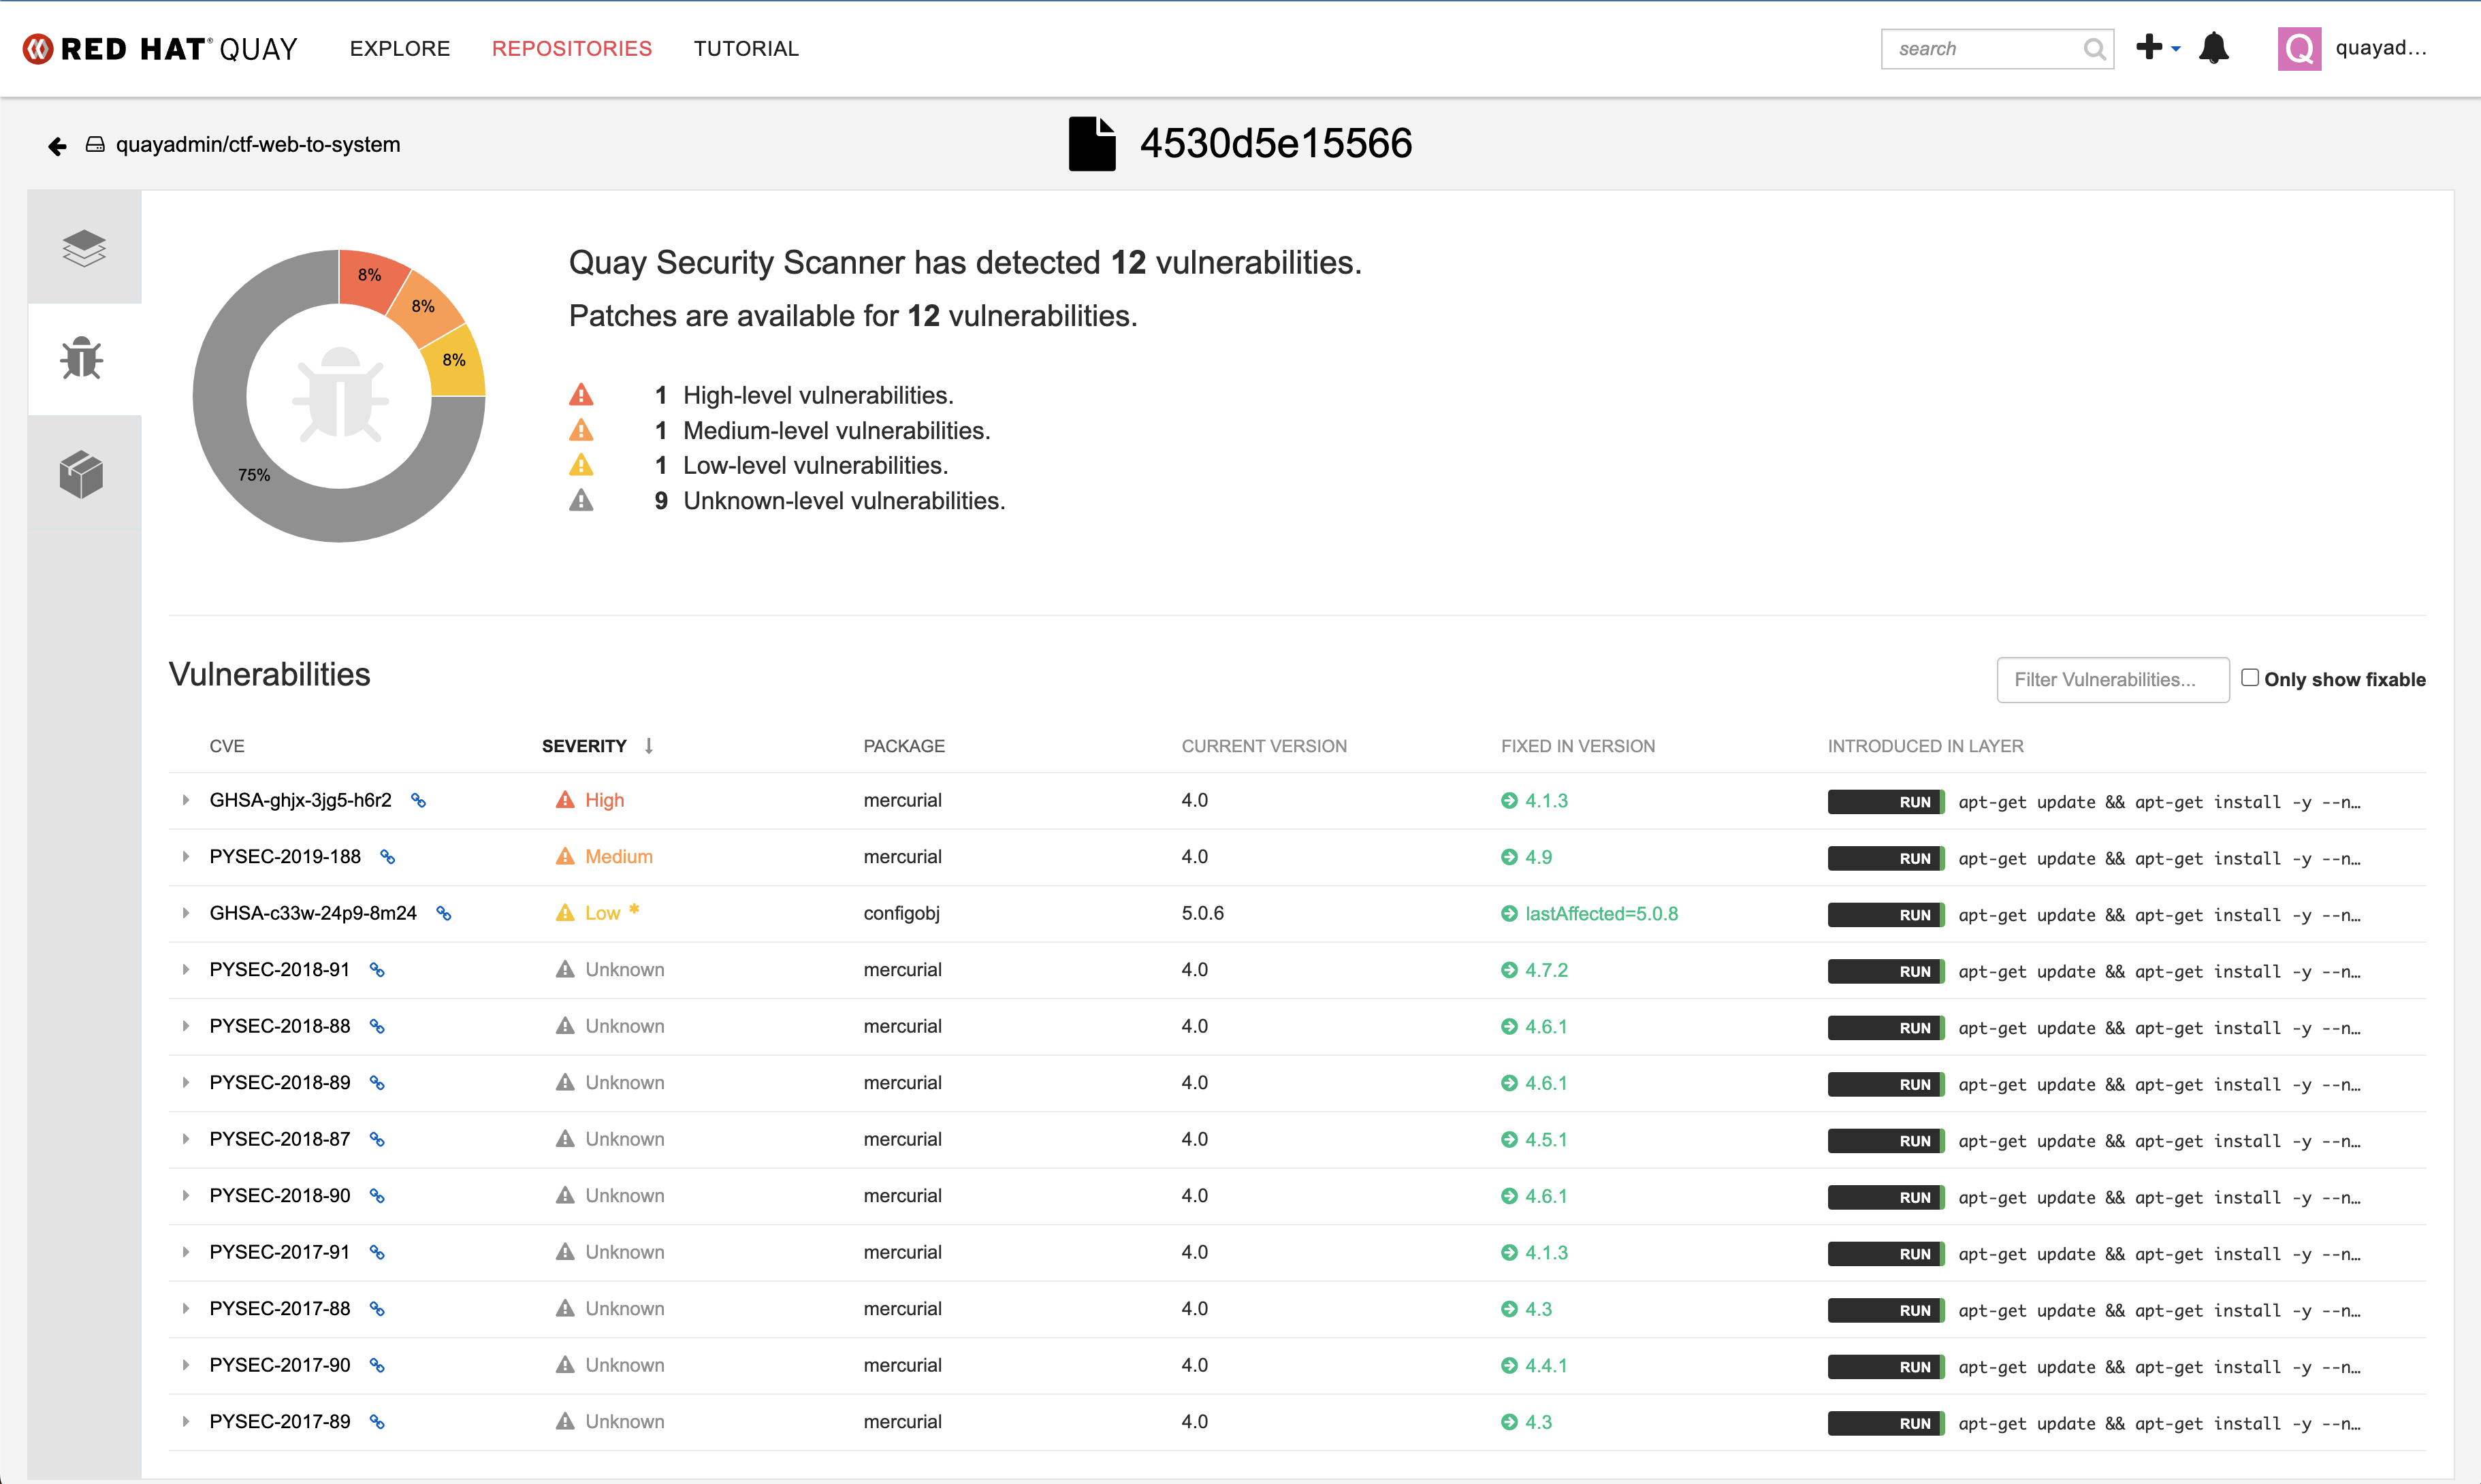 RED HAT® QUAY EXPLORE REPOSITORIES TUTORIAL search Q quayad...
quayadmin/ctf-web-to-system 4530d5e15566
8%
8%
8%
75%
Quay Security Scanner has detected 12 vulnerabilities.
Patches are available for 12 vulnerabilities.
1 High-level vulnerabilities.
1 Medium-level vulnerabilities.
1 Low-level vulnerabilities.
9 Unknown-level vulnerabilities.
Vulnerabilities Filter Vulnerabilities... Only show fixable
CVE SEVERITY ↓ PACKAGE CURRENT VERSION FIXED IN VERSION INTRODUCED IN LAYER
GHSA-ghjx-3jg5-h6r2 High mercurial 4.0 4.1.3 RUN apt-get update && apt-get install -y --n...
PYSEC-2019-188 Medium mercurial 4.0 4.9 RUN apt-get update && apt-get install -y --n...
GHSA-c33w-24p9-8m24 Low * configobj 5.0.6 lastAffected=5.0.8 RUN apt-get update && apt-get install -y --n...
PYSEC-2018-91 Unknown mercurial 4.0 4.7.2 RUN apt-get update && apt-get install -y --n...
PYSEC-2018-88 Unknown mercurial 4.0 4.6.1 RUN apt-get update && apt-get install -y --n...
PYSEC-2018-89 Unknown mercurial 4.0 4.6.1 RUN apt-get update && apt-get install -y --n...
PYSEC-2018-87 Unknown mercurial 4.0 4.5.1 RUN apt-get update && apt-get install -y --n...
PYSEC-2018-90 Unknown mercurial 4.0 4.6.1 RUN apt-get update && apt-get install -y --n...
PYSEC-2017-91 Unknown mercurial 4.0 4.1.3 RUN apt-get update && apt-get install -y --n...
PYSEC-2017-88 Unknown mercurial 4.0 4.3 RUN apt-get update && apt-get install -y --n...
PYSEC-2017-90 Unknown mercurial 4.0 4.4.1 RUN apt-get update && apt-get install -y --n...
PYSEC-2017-89 Unknown mercurial 4.0 4.3 RUN apt-get update && apt-get install -y --n...